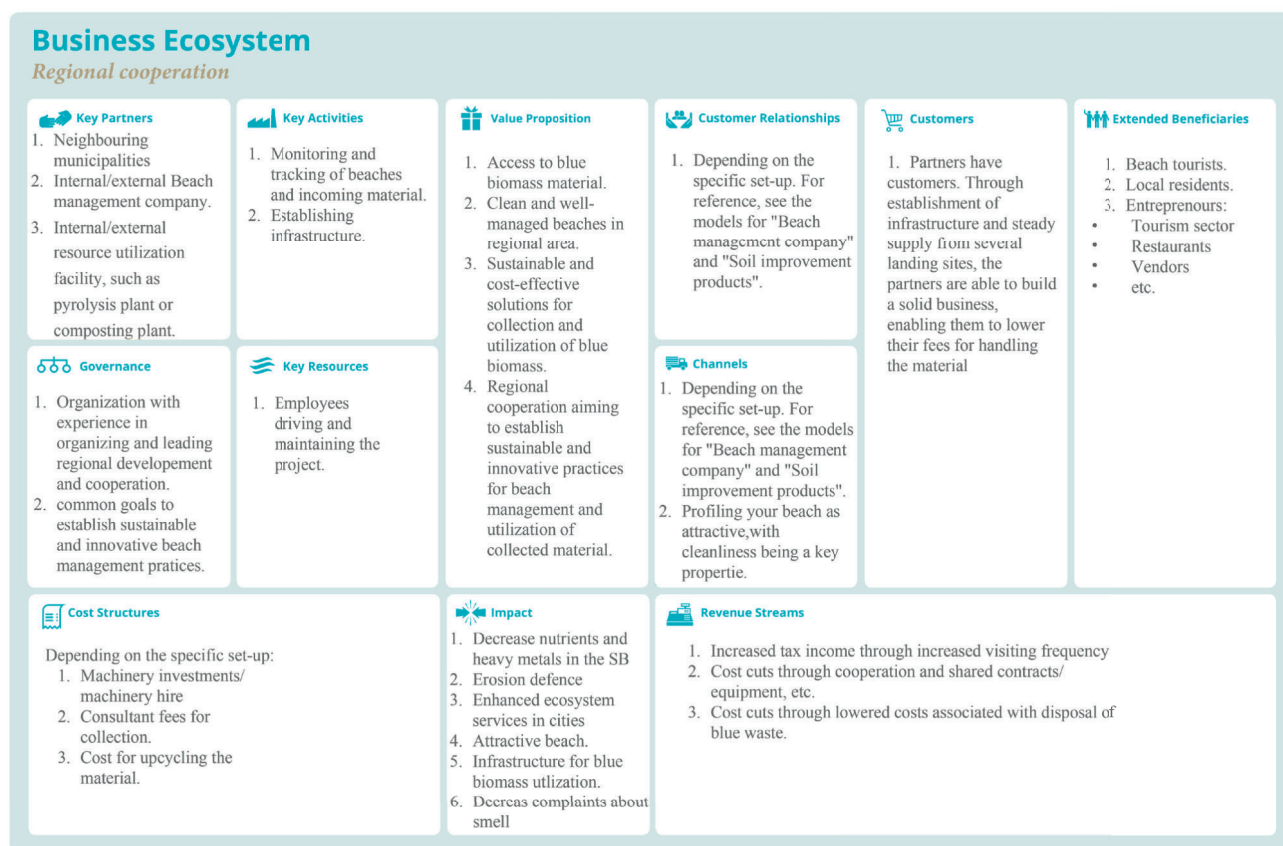 Business Ecosystem
Regional cooperation
Key Partners
1. Neighbouring
municipalities
2. Internal/external Beach
management company.
3. Internal/external
resource utilization
facility, such as
pyrolysis plant or
composting plant.
Key Activities
1. Monitoring and
tracking of beaches
and incoming material.
2. Establishing
infrastructure.
Value Proposition
1. Access to blue
biomass material.
2. Clean and well-
managed beaches in
regional area.
3. Sustainable and
cost-effective
solutions for
collection and
utilization of blue
biomass.
4. Regional
cooperation aiming
to establish
sustainable and
innovative practices
for beach
management and
utilization of
collected material.
Customer Relationships
1. Depending on the
specific set-up. For
reference, see the
models for "Beach
management company"
and "Soil improvement
products".
Customers
1. Partners have
customers. Through
establishment of
infrastructure and steady
supply from several
landing sites, the
partners are able to build
a solid business,
enabling them to lower
their fees for handling
the material
Extended Beneficiaries
1. Beach tourists.
2. Local residents.
3. Entreprenours:
• Tourism sector
• Restaurants
• Vendors
• etc.
Governance
1. Organization with
experience in
organizing and leading
regional developement
and cooperation.
2. common goals to
establish sustainable
and innovative beach
management pratices.
Key Resources
1. Employees
driving and
maintaining the
project.
Channels
1. Depending on the
specific set-up. For
reference, see the models
for "Beach management
company" and "Soil
improvement products".
2. Profiling your beach as
attractive,with
cleanliness being a key
propertie.
Cost Structures
Depending on the specific set-up:
1. Machinery investments/
machinery hire
2. Consultant fees for
collection.
3. Cost for upcycling the
material.
Impact
1. Decrease nutrients and
heavy metals in the SB
2. Erosion defence
3. Enhanced ecosystem
services in cities
4. Attractive beach.
5. Infrastructure for blue
biomass utlization.
6. Decreas complaints about
smell
Revenue Streams
1. Increased tax income through increased visiting frequency
2. Cost cuts through cooperation and shared contracts/
equipment, etc.
3. Cost cuts through lowered costs associated with disposal of
blue waste.